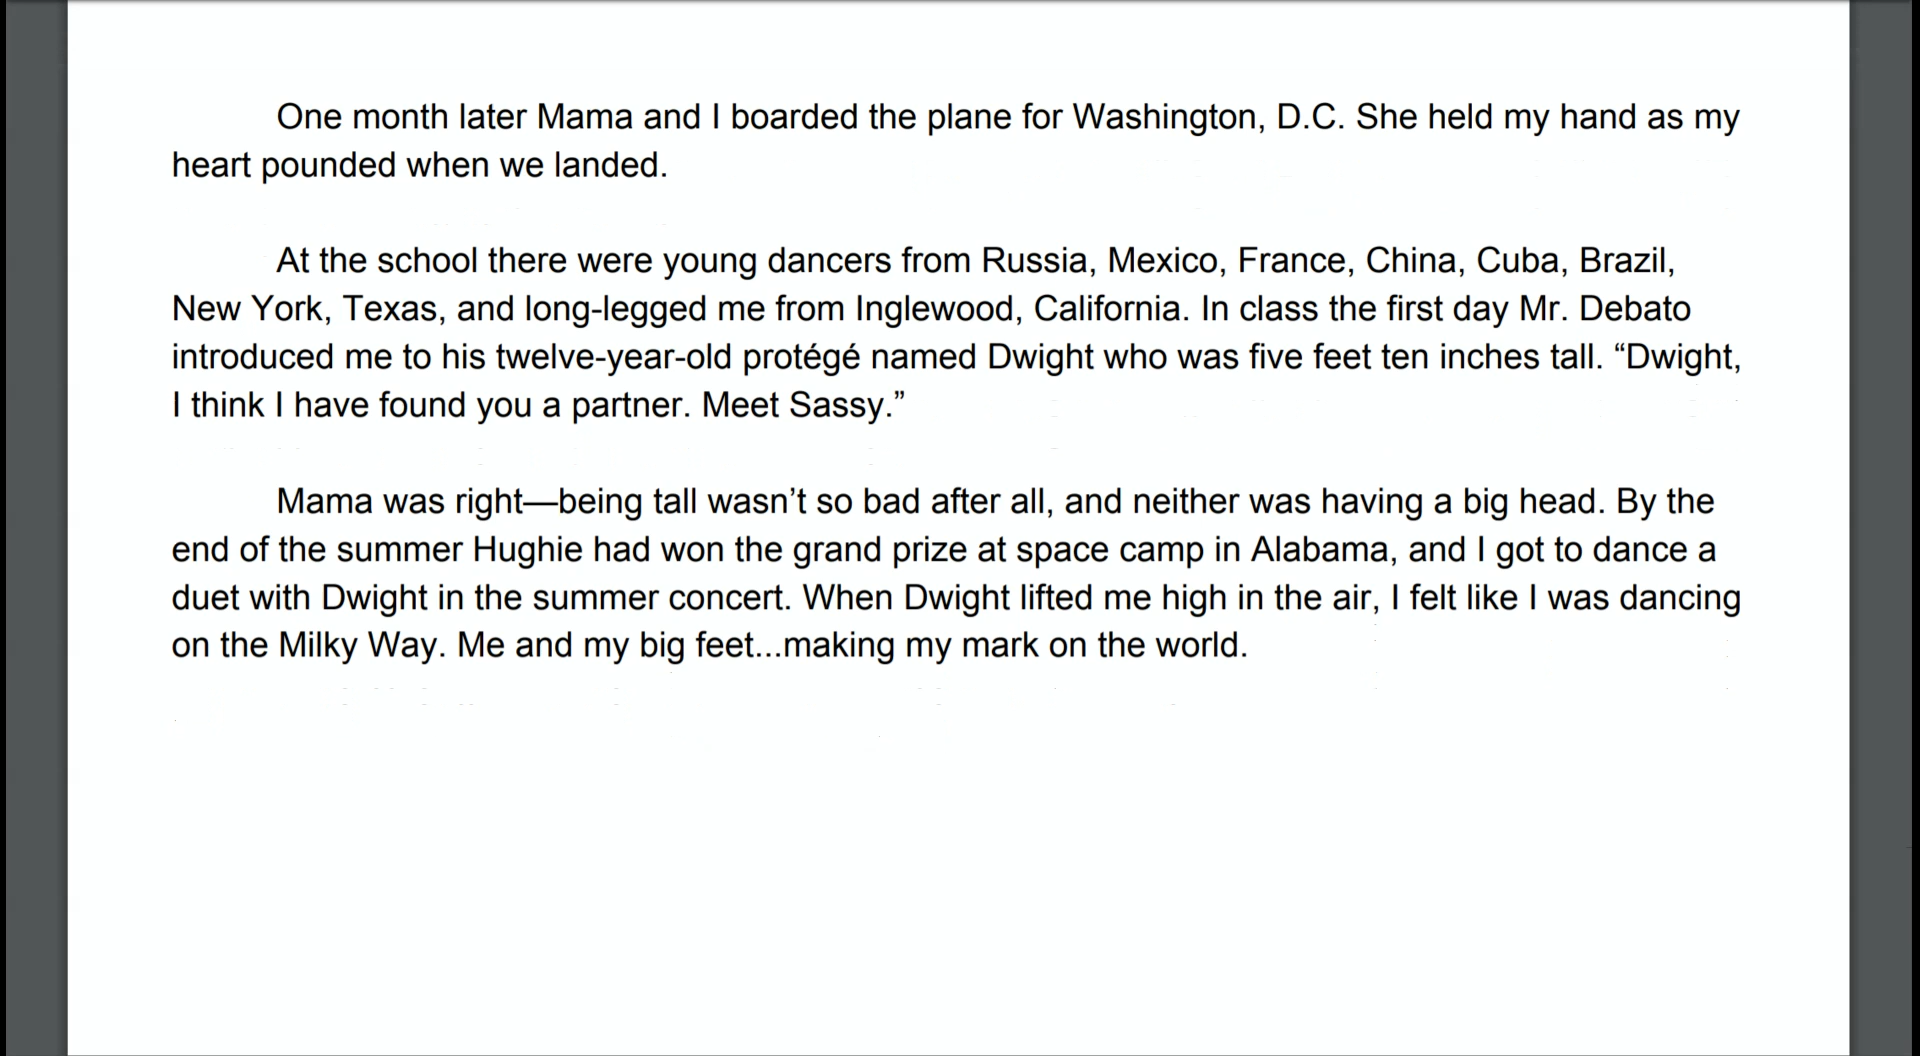 One month later Mama and I boarded the plane for Washington, D.C. She held my hand as my
heart pounded when we landed.
At the school there were young dancers from Russia, Mexico, France, China, Cuba, Brazil,
New York, Texas, and long-legged me from Inglewood, California. In class the first day Mr. Debato
introduced me to his twelve-year-old protégé named Dwight who was five feet ten inches tall. “Dwight,
I think I have found you a partner. Meet Sassy.”
Mama was right—being tall wasn’t so bad after all, and neither was having a big head. By the
end of the summer Hughie had won the grand prize at space camp in Alabama, and I got to dance a
duet with Dwight in the summer concert. When Dwight lifted me high in the air, I felt like I was dancing
on the Milky Way. Me and my big feet...making my mark on the world.